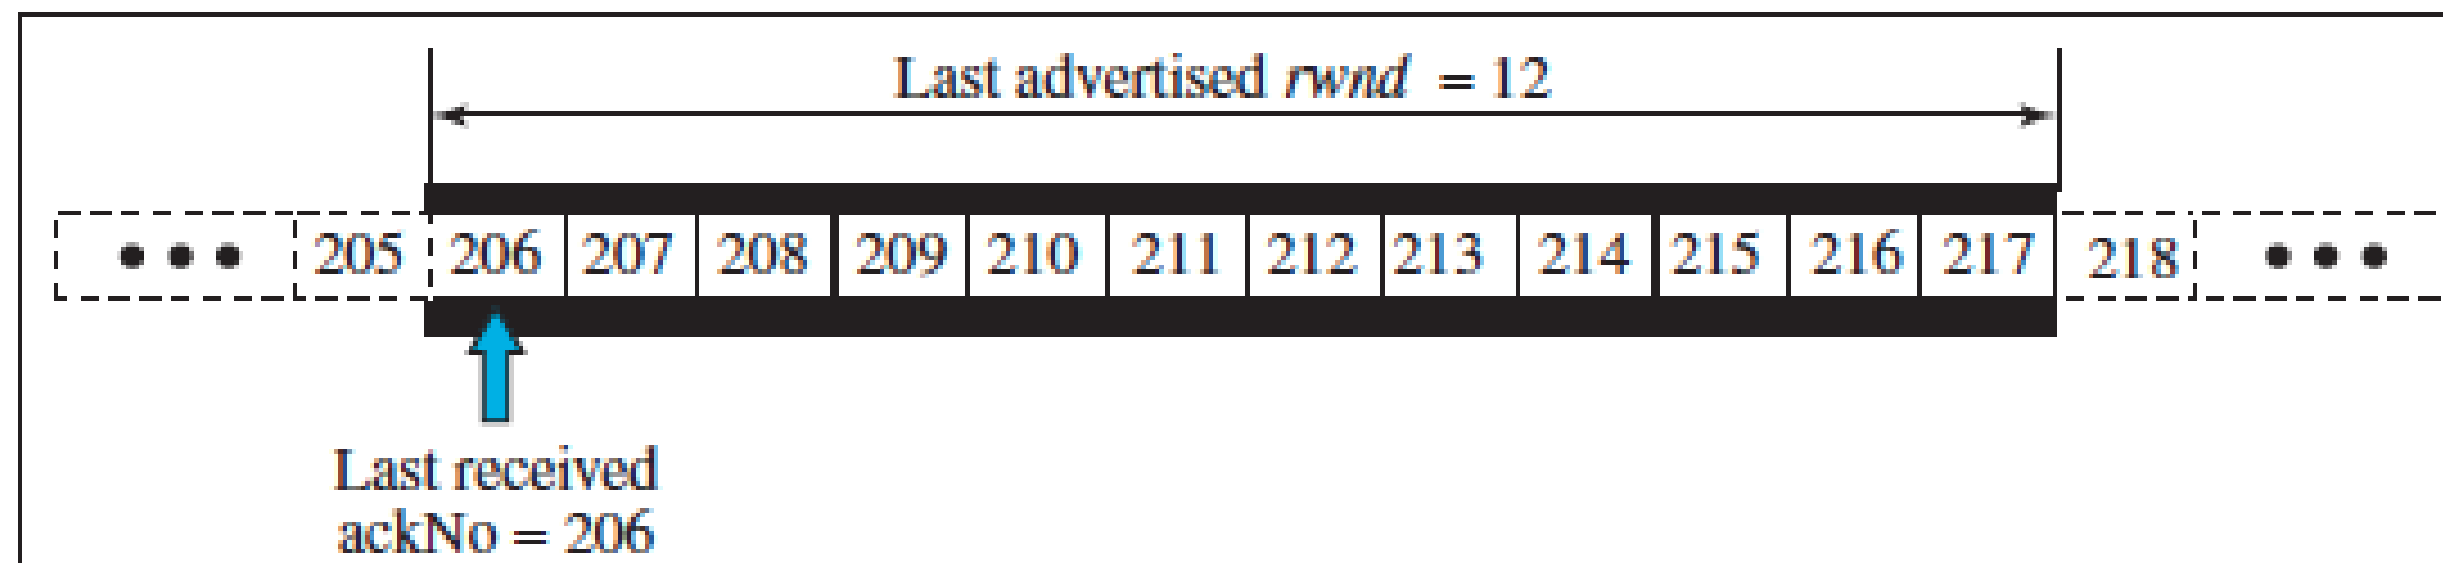 Last advertised rwnd = 12
••• 205 206 207 208 209 210 211 212 213 214 215 216 217 218 •••
Last received
ackNo = 206